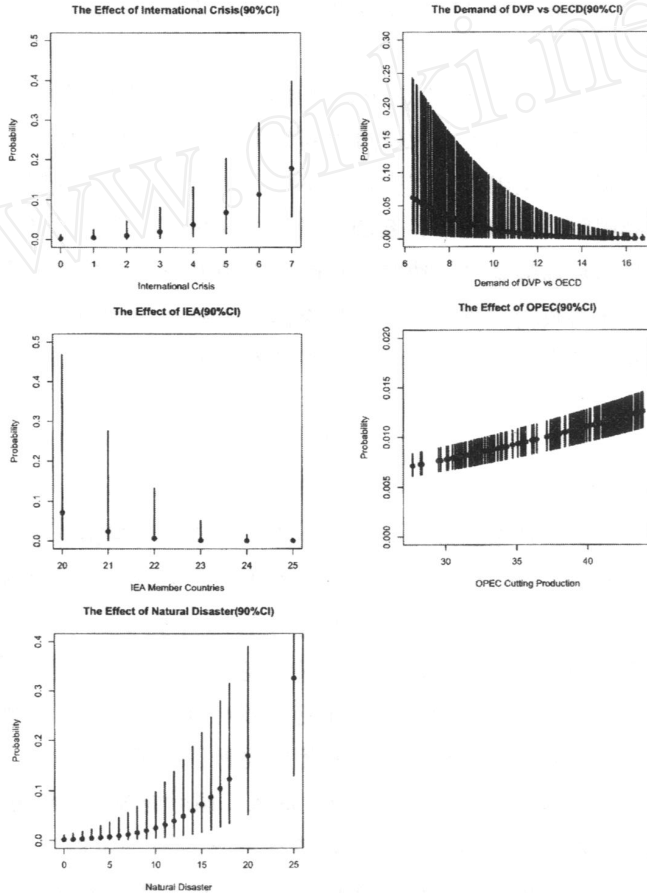 The Effect of International Crisis(90%CI)
Probability
0.5
0.4
0.3
0.2
0.1
0.0
0 1 2 3 4 5 6 7
International Crisis
The Demand of DVP vs OECD(90%CI)
Probability
0.30
0.25
0.20
0.15
0.10
0.05
0.00
6 8 10 12 14 16
Demand of DVP vs OECD
The Effect of IEA(90%CI)
Probability
0.5
0.4
0.3
0.2
0.1
0.0
20 21 22 23 24 25
IEA Member Countries
The Effect of OPEC(90%CI)
Probability
0.020
0.015
0.010
0.005
0.000
30 35 40
OPEC Cutting Production
The Effect of Natural Disaster(90%CI)
Probability
0.4
0.3
0.2
0.1
0.0
0 5 10 15 20 25
Natural Disaster
www.cnki.ne